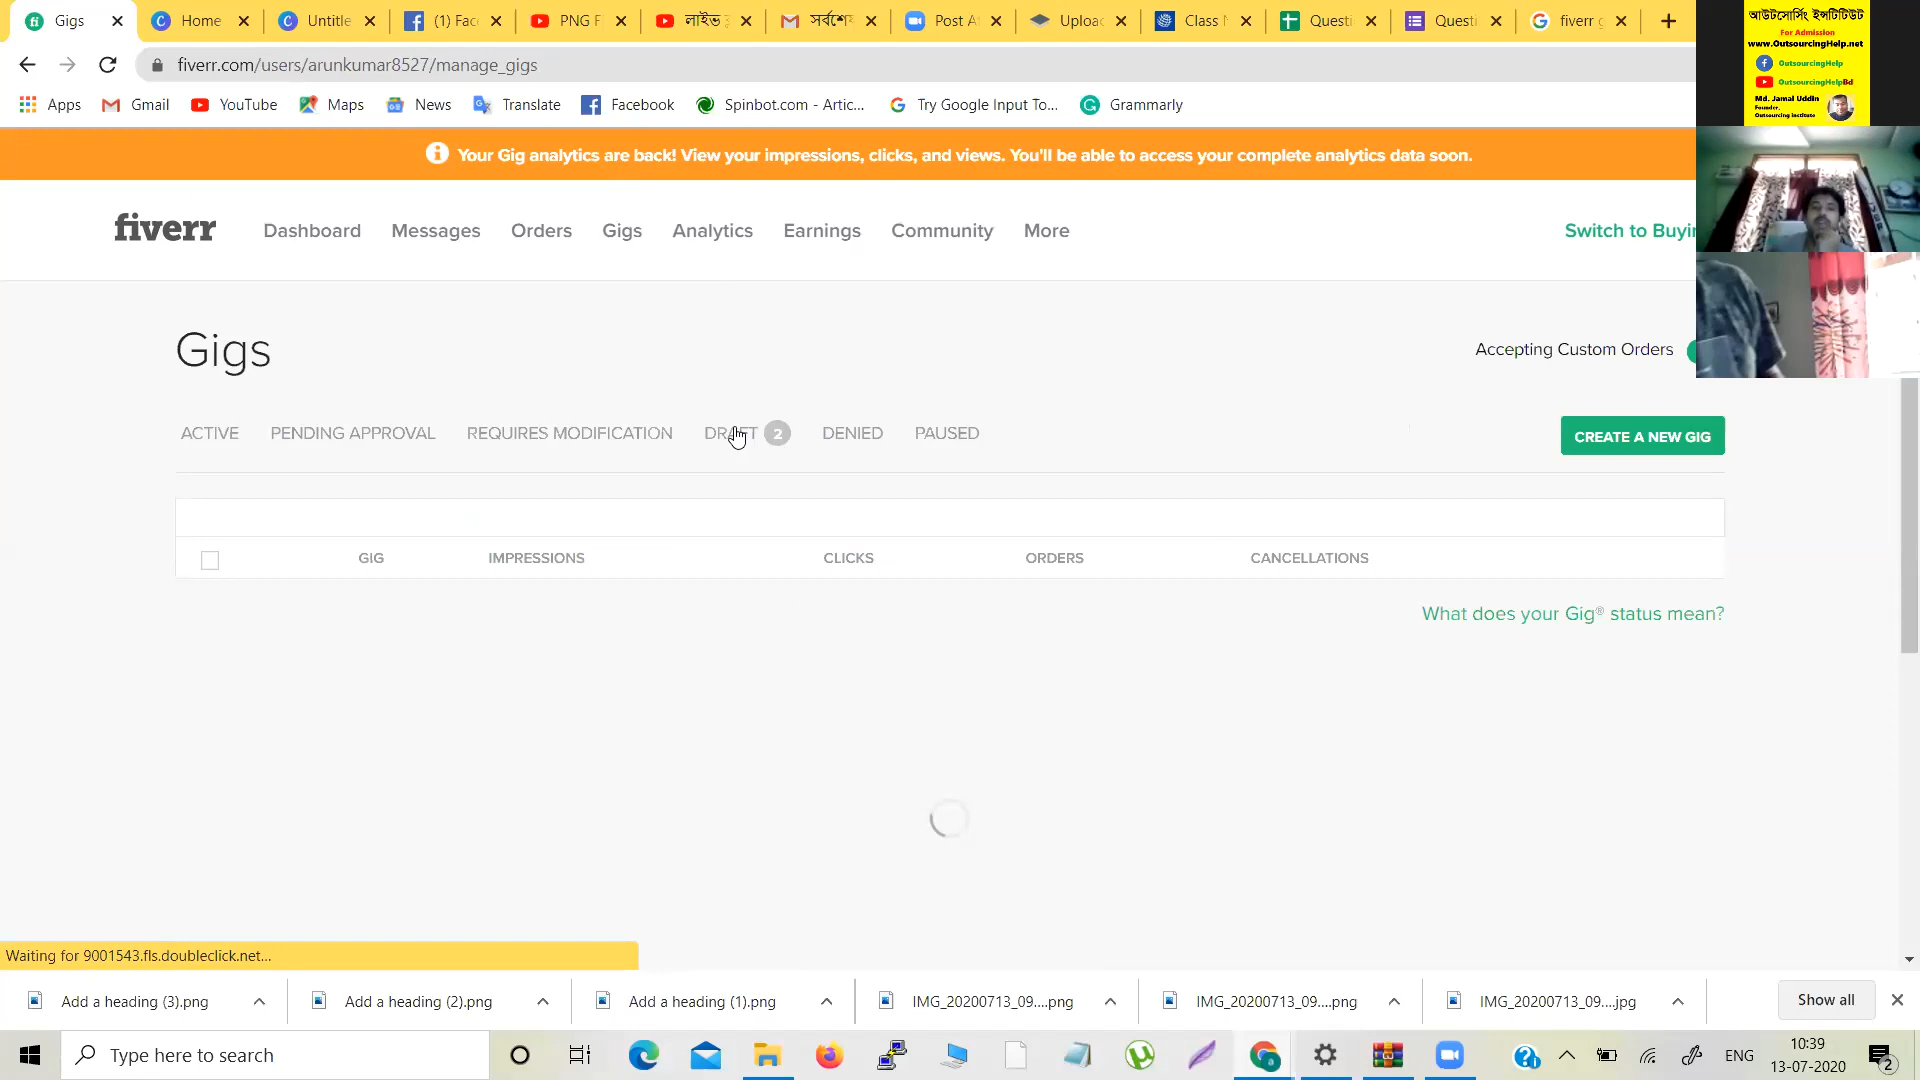 Gigs
Home
Untitle
(1) Fac
PNG F
লাইভ
সর্বশেষ
Post A
Upload
Class
Questi
Questi
fiverr g
fiverr.com/users/arunkumar8527/manage_gigs
Apps
Gmail
YouTube
Maps
News
Translate
Facebook
Spinbot.com - Artic...
Try Google Input To...
Grammarly
আউটসোর্সিং ইন্সটিটিউট
For Admission
www.OutsourcingHelp.net
OutsourcingHelp
OutsourcingHelpBd
Md. Jamal Uddin
Founder,
Outsourcing Institute
Your Gig analytics are back! View your impressions, clicks, and views. You'll be able to access your complete analytics data soon.
fiverr
Dashboard
Messages
Orders
Gigs
Analytics
Earnings
Community
More
Switch to Buyin
Gigs
Accepting Custom Orders
ACTIVE
PENDING APPROVAL
REQUIRES MODIFICATION
DRAFT 2
DENIED
PAUSED
CREATE A NEW GIG
GIG
IMPRESSIONS
CLICKS
ORDERS
CANCELLATIONS
What does your Gig® status mean?
Waiting for 9001543.fls.doubleclick.net...
Add a heading (3).png
Add a heading (2).png
Add a heading (1).png
IMG_20200713_09....png
IMG_20200713_09....png
IMG_20200713_09....jpg
Show all
Type here to search
ENG
10:39
13-07-2020
2